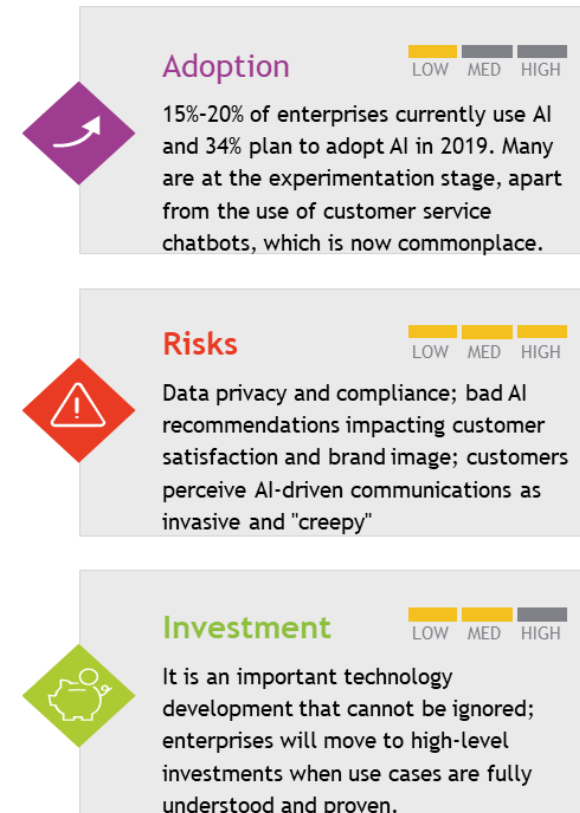 Adoption
LOW MED HIGH
15%-20% of enterprises currently use AI
and 34% plan to adopt AI in 2019. Many
are at the experimentation stage, apart
from the use of customer service
chatbots, which is now commonplace.
Risks
LOW MED HIGH
Data privacy and compliance; bad AI
recommendations impacting customer
satisfaction and brand image; customers
perceive AI-driven communications as
invasive and "creepy"
Investment
LOW MED HIGH
It is an important technology
development that cannot be ignored;
enterprises will move to high-level
investments when use cases are fully
understood and proven.